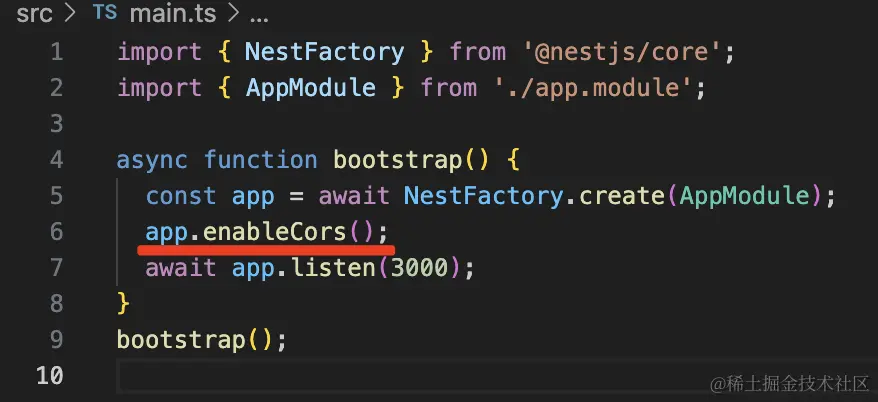 src > TS main.ts > ...
1 import { NestFactory } from '@nestjs/core';
2 import { AppModule } from './app.module';
3
4 async function bootstrap() {
5 const app = await NestFactory.create(AppModule);
6 app.enableCors();
7 await app.listen(3000);
8 }
9 bootstrap();
10
@稀土掘金技术社区